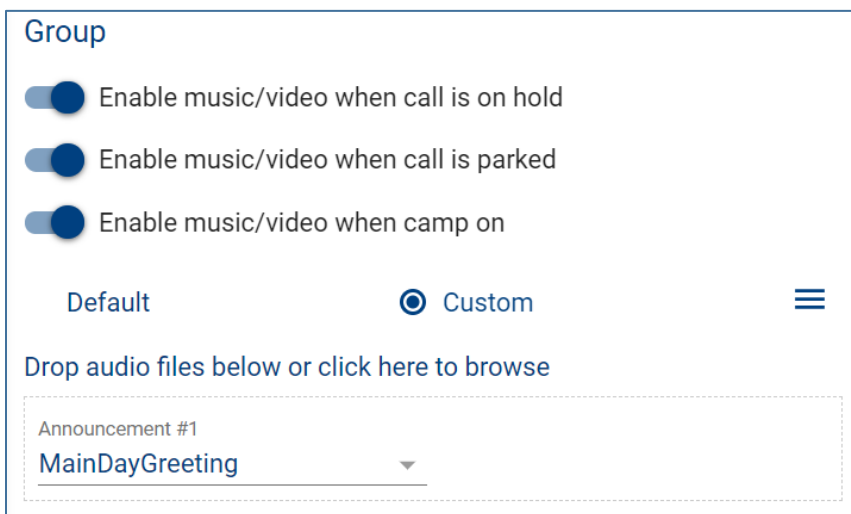 Group
Enable music/video when call is on hold
Enable music/video when call is parked
Enable music/video when camp on
Default Custom
Drop audio files below or click here to browse
Announcement #1
MainDayGreeting